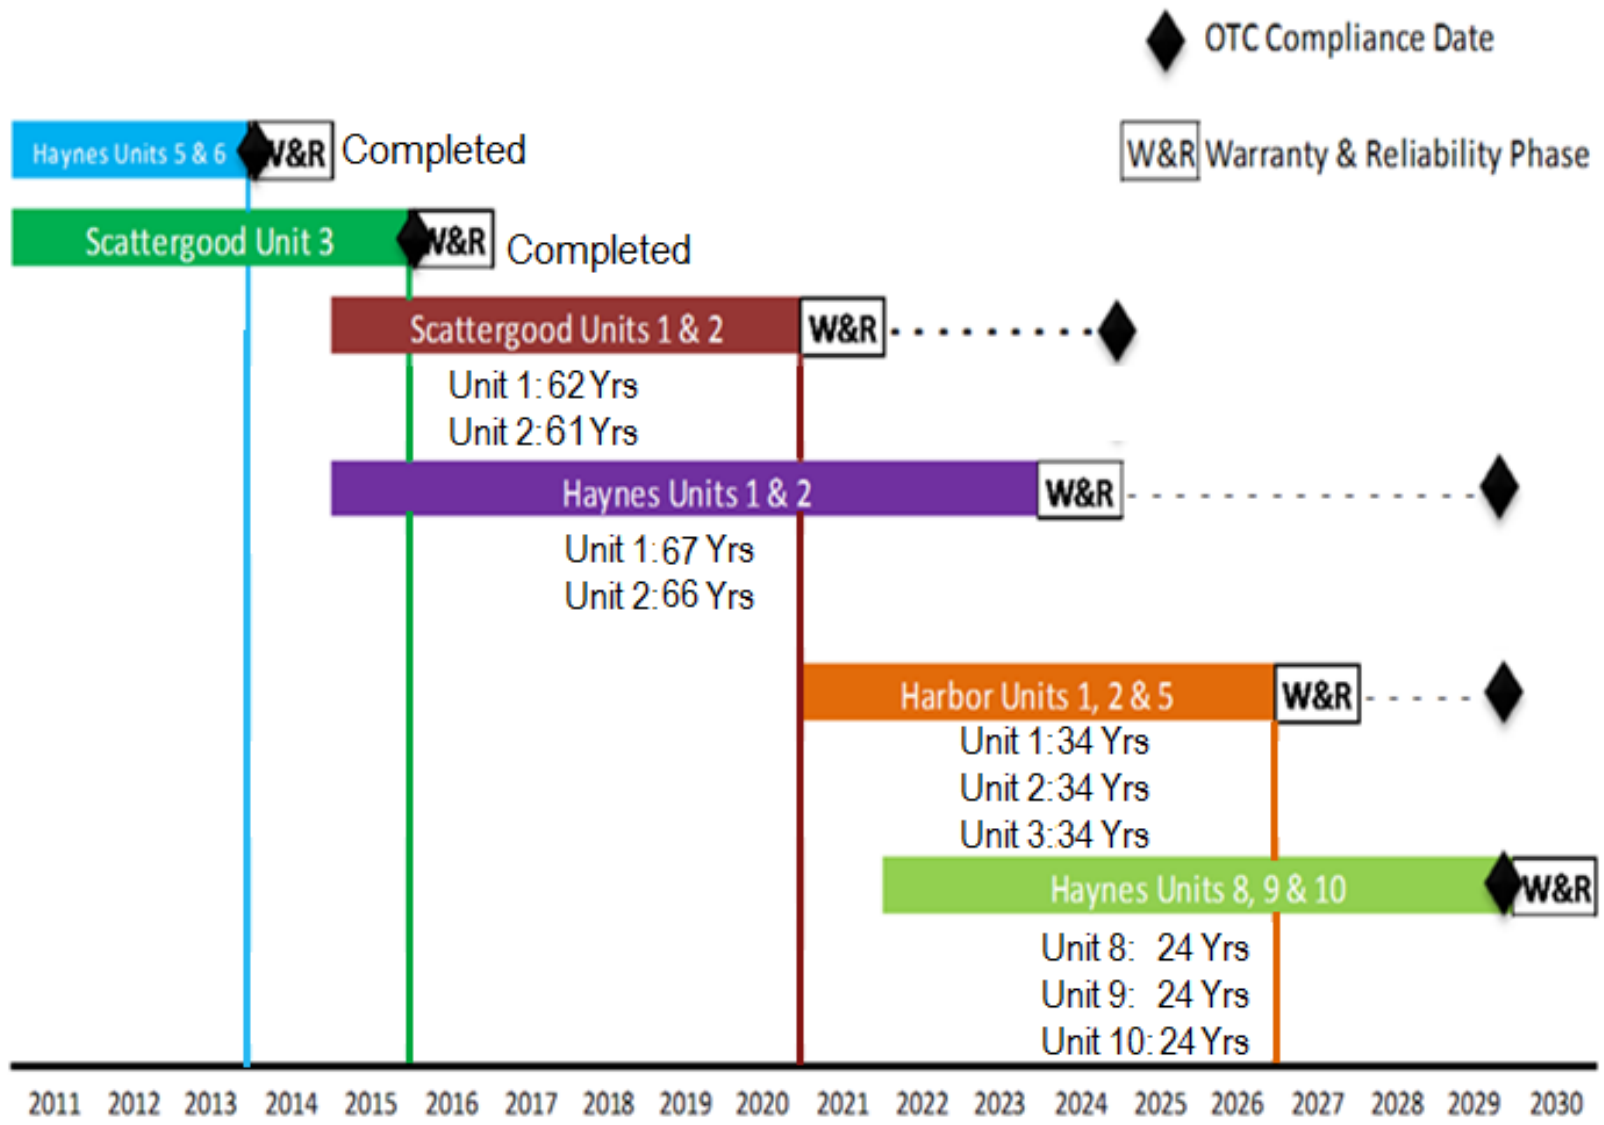 OTC Compliance Date
W&R Warranty & Reliability Phase
Haynes Units 5 & 6 W&R Completed
Scattergood Unit 3 W&R Completed
Scattergood Units 1 & 2 W&R
Unit 1: 62 Yrs
Unit 2: 61 Yrs
Haynes Units 1 & 2 W&R
Unit 1: 67 Yrs
Unit 2: 66 Yrs
Harbor Units 1, 2 & 5 W&R
Unit 1: 34 Yrs
Unit 2: 34 Yrs
Unit 3: 34 Yrs
Haynes Units 8, 9 & 10 W&R
Unit 8: 24 Yrs
Unit 9: 24 Yrs
Unit 10: 24 Yrs
2011 2012 2013 2014 2015 2016 2017 2018 2019 2020 2021 2022 2023 2024 2025 2026 2027 2028 2029 2030